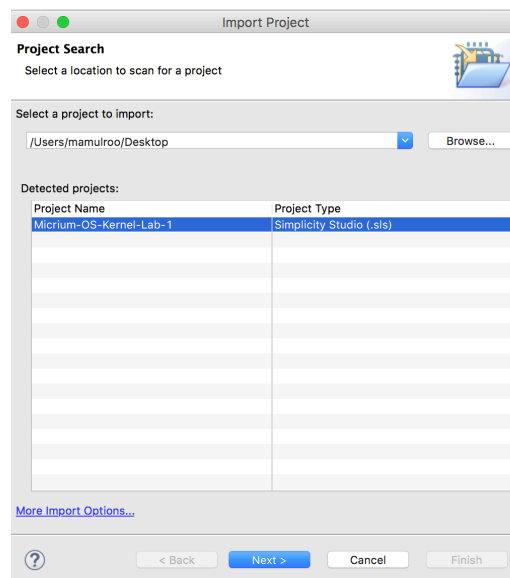 Import Project
Project Search
Select a location to scan for a project
Select a project to import:
/Users/mamulroo/Desktop
Browse...
Detected projects:
Project Name Project Type
Micrium-OS-Kernel-Lab-1 Simplicity Studio (.sls)
More Import Options...
? < Back Next > Cancel Finish